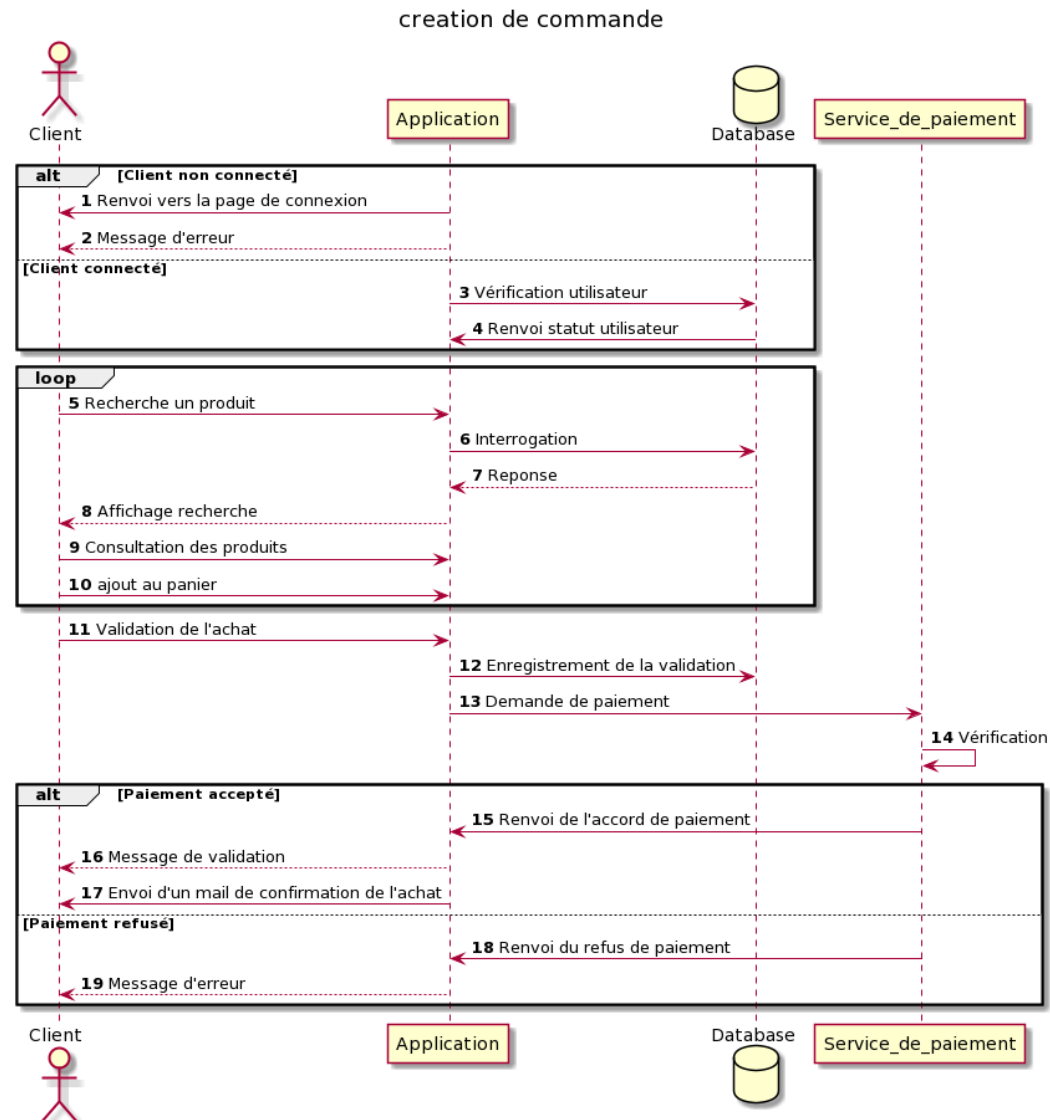 creation de commande
Client
Application
Database
Service_de_paiement
alt [Client non connecté]
1 Renvoi vers la page de connexion
2 Message d'erreur
[Client connecté]
3 Vérification utilisateur
4 Renvoi statut utilisateur
loop
5 Recherche un produit
6 Interrogation
7 Reponse
8 Affichage recherche
9 Consultation des produits
10 ajout au panier
11 Validation de l'achat
12 Enregistrement de la validation
13 Demande de paiement
14 Vérification
alt [Paiement accepté]
15 Renvoi de l'accord de paiement
16 Message de validation
17 Envoi d'un mail de confirmation de l'achat
[Paiement refusé]
18 Renvoi du refus de paiement
19 Message d'erreur
Client
Application
Database
Service_de_paiement